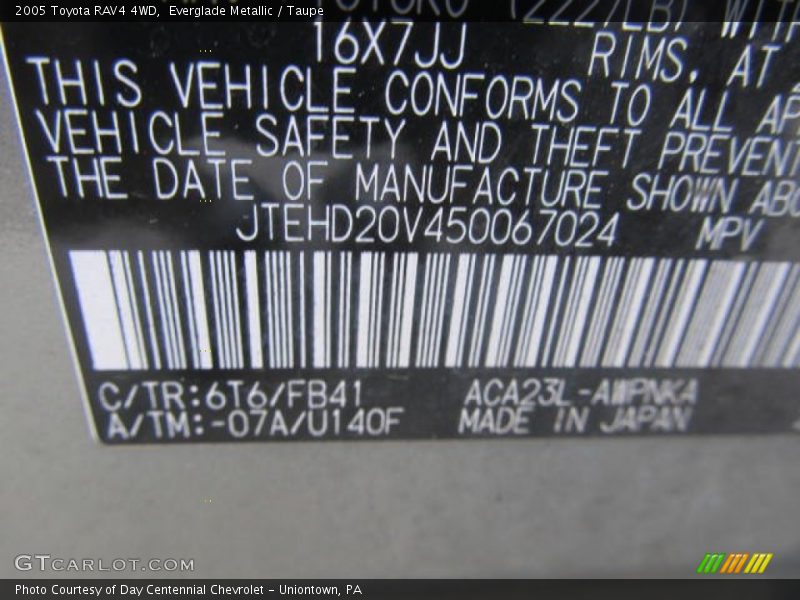 2005 Toyota RAV4 4WD,  Everglade Metallic / Taupe
(2227LB) WITH
16X7JJ RIMS, AT
THIS VEHICLE CONFORMS TO ALL
VEHICLE SAFETY AND THEFT
THE DATE OF MANUFACTURE SHOWN
JTEHD20V450067024 MPV
C/TR:6T6/FB41 ACA23L-AWPNKA
A/TM:-07A/U140F MADE IN JAPAN
GTCARLOT.COM
Photo Courtesy of Day Centennial Chevrolet - Uniontown, PA